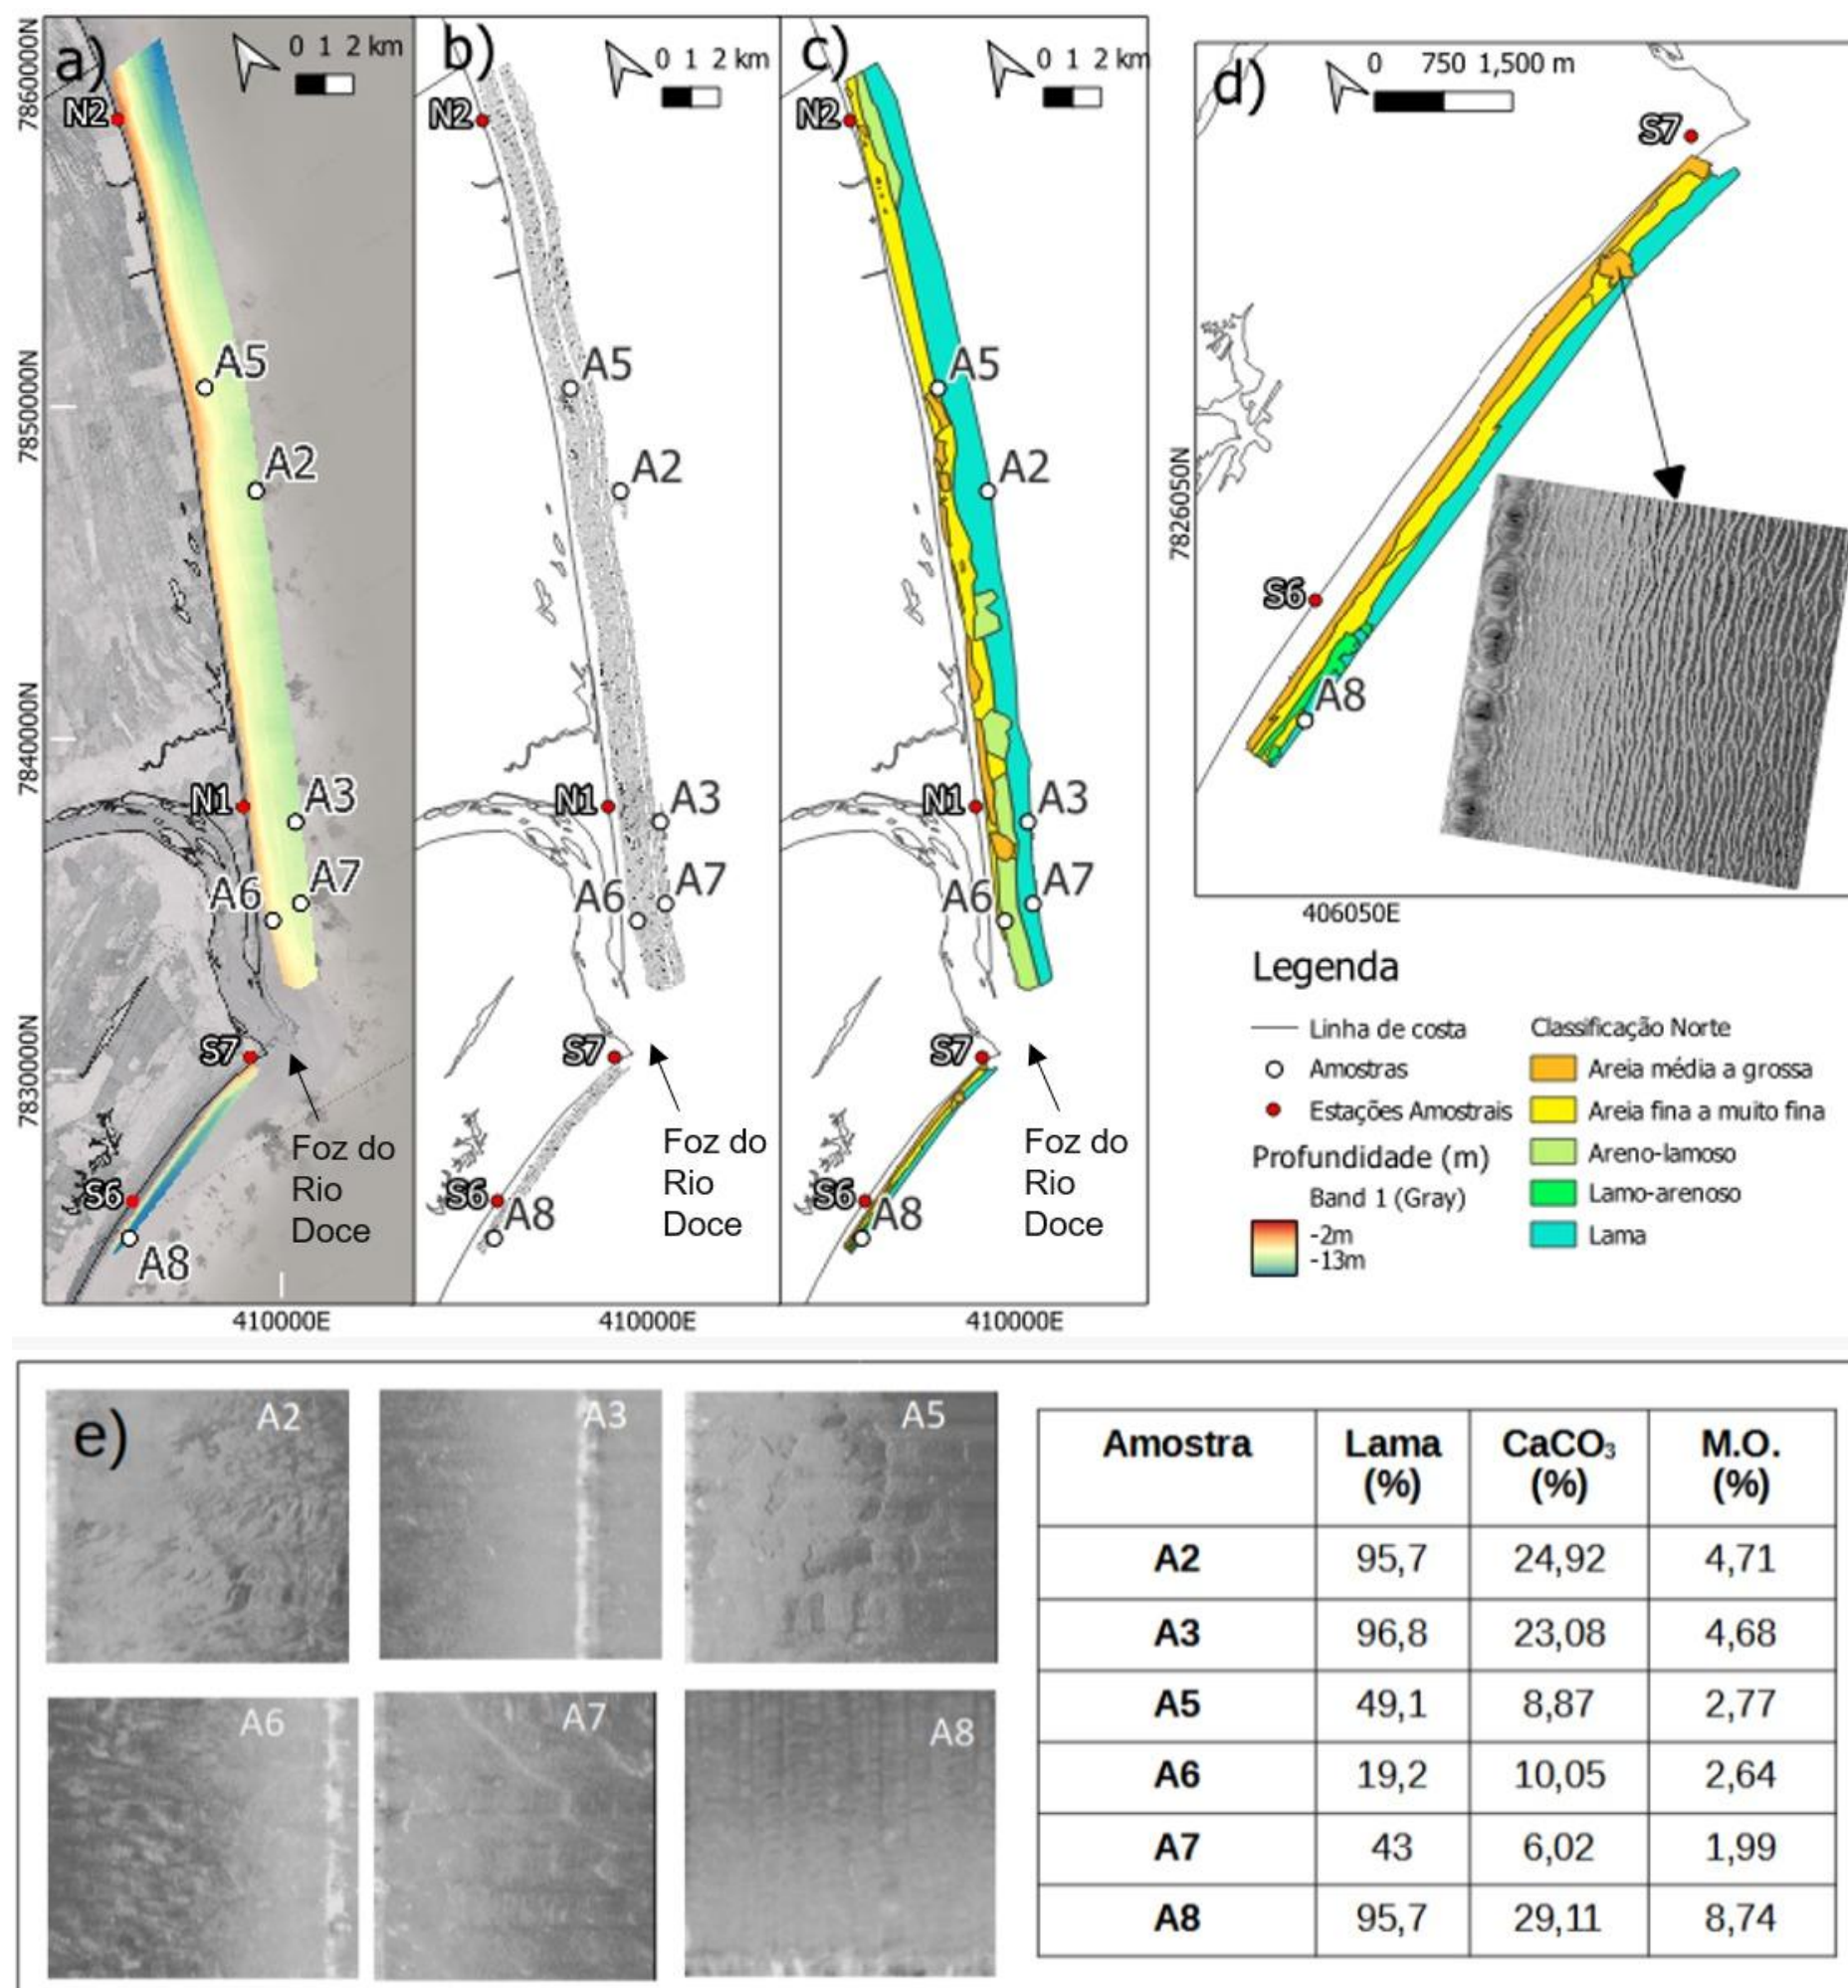 a)
0 1 2 km
N2
A5
A2
N1
A3
A6
A7
S7
S6
A8
Foz do
Rio
Doce
7860000N
7850000N
7840000N
7830000N
410000E
b)
0 1 2 km
N2
A5
A2
N1
A3
A6
A7
S7
S6
A8
Foz do
Rio
Doce
410000E
c)
0 1 2 km
N2
A5
A2
N1
A3
A6
A7
S7
S6
A8
Foz do
Rio
Doce
410000E
d)
0 750 1,500 m
S7
S6
A8
7826050N
406050E
Legenda
Linha de costa
Amostras
Estações Amostrais
Profundidade (m)
Band 1 (Gray)
-2m
-13m
Classificação Norte
Areia média a grossa
Areia fina a muito fina
Areno-lamoso
Lamo-arenoso
Lama
e)
A2
A3
A5
A6
A7
A8
Amostra Lama (%) CaCO₃ (%) M.O. (%)
A2 95,7 24,92 4,71
A3 96,8 23,08 4,68
A5 49,1 8,87 2,77
A6 19,2 10,05 2,64
A7 43 6,02 1,99
A8 95,7 29,11 8,74